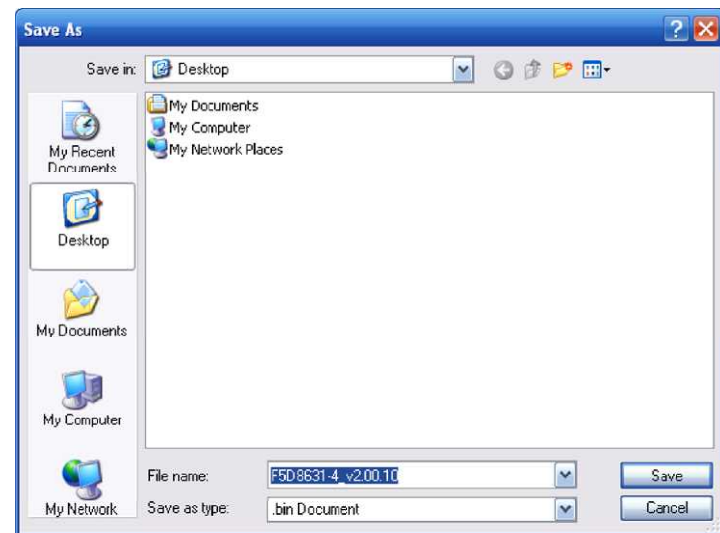 Save As
Save in:
Desktop
My Documents
My Computer
My Network Places
My Recent
Documents
Desktop
My Documents
My Computer
My Network
File name:
F5D8631-4_v2.00.10
Save
Save as type:
.bin Document
Cancel